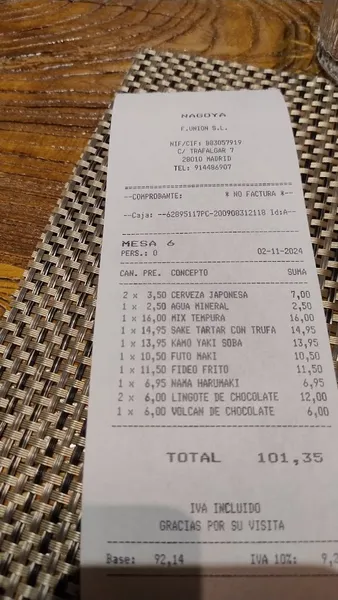 NAGOYA
F.UNION S.L.
NIF/CIF: B83057919
C/ TRAFALGAR 7
28010 MADRID
TEL: 914486907
--COMPROBANTE: * NO FACTURA *--
--Caja: --62895117PC-200908312118 Id:A--
MESA 6
PERS.: 0 02-11-2024
CAN. PRE. CONCEPTO SUMA
2 x 3,50 CERVEZA JAPONESA 7,00
1 x 2,50 AGUA MINERAL 2,50
1 x 16,00 MIX TEMPURA 16,00
1 x 14,95 SAKE TARTAR CON TRUFA 14,95
1 x 13,95 KAMO YAKI SOBA 13,95
1 x 10,50 FUTO MAKI 10,50
1 x 11,50 FIDEO FRITO 11,50
1 x 6,95 NAMA HARUMAKI 6,95
2 x 6,00 LINGOTE DE CHOCOLATE 12,00
1 x 6,00 VOLCAN DE CHOCOLATE 6,00
TOTAL 101,35
IVA INCLUIDO
GRACIAS POR SU VISITA
Base: 92,14 IVA 10%: